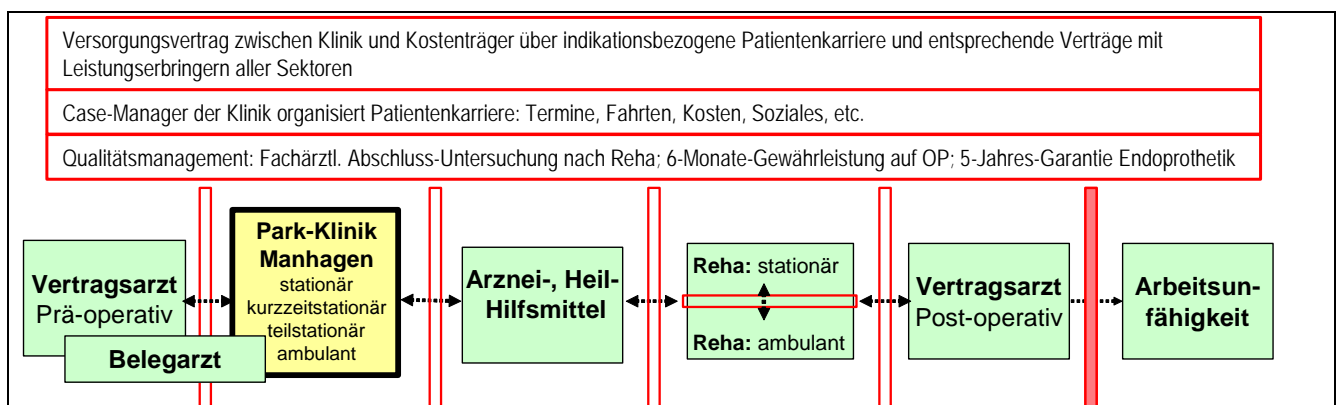 Versorgungsvertrag zwischen Klinik und Kostenträger über indikationsbezogene Patientenkarriere und entsprechende Verträge mit
Leistungserbringern aller Sektoren
Case-Manager der Klinik organisiert Patientenkarriere: Termine, Fahrten, Kosten, Soziales, etc.
Qualitätsmanagement: Fachärztl. Abschluss-Untersuchung nach Reha; 6-Monate-Gewährleistung auf OP; 5-Jahres-Garantie Endoprothetik
Vertragsarzt
Prä-operativ
Belegarzt
Park-Klinik
Manhagen
stationär
kurzzeitstationär
teilstationär
ambulant
Arznei-, Heil-
Hilfsmittel
Reha: stationär
Reha: ambulant
Vertragsarzt
Post-operativ
Arbeitsun-
fähigkeit